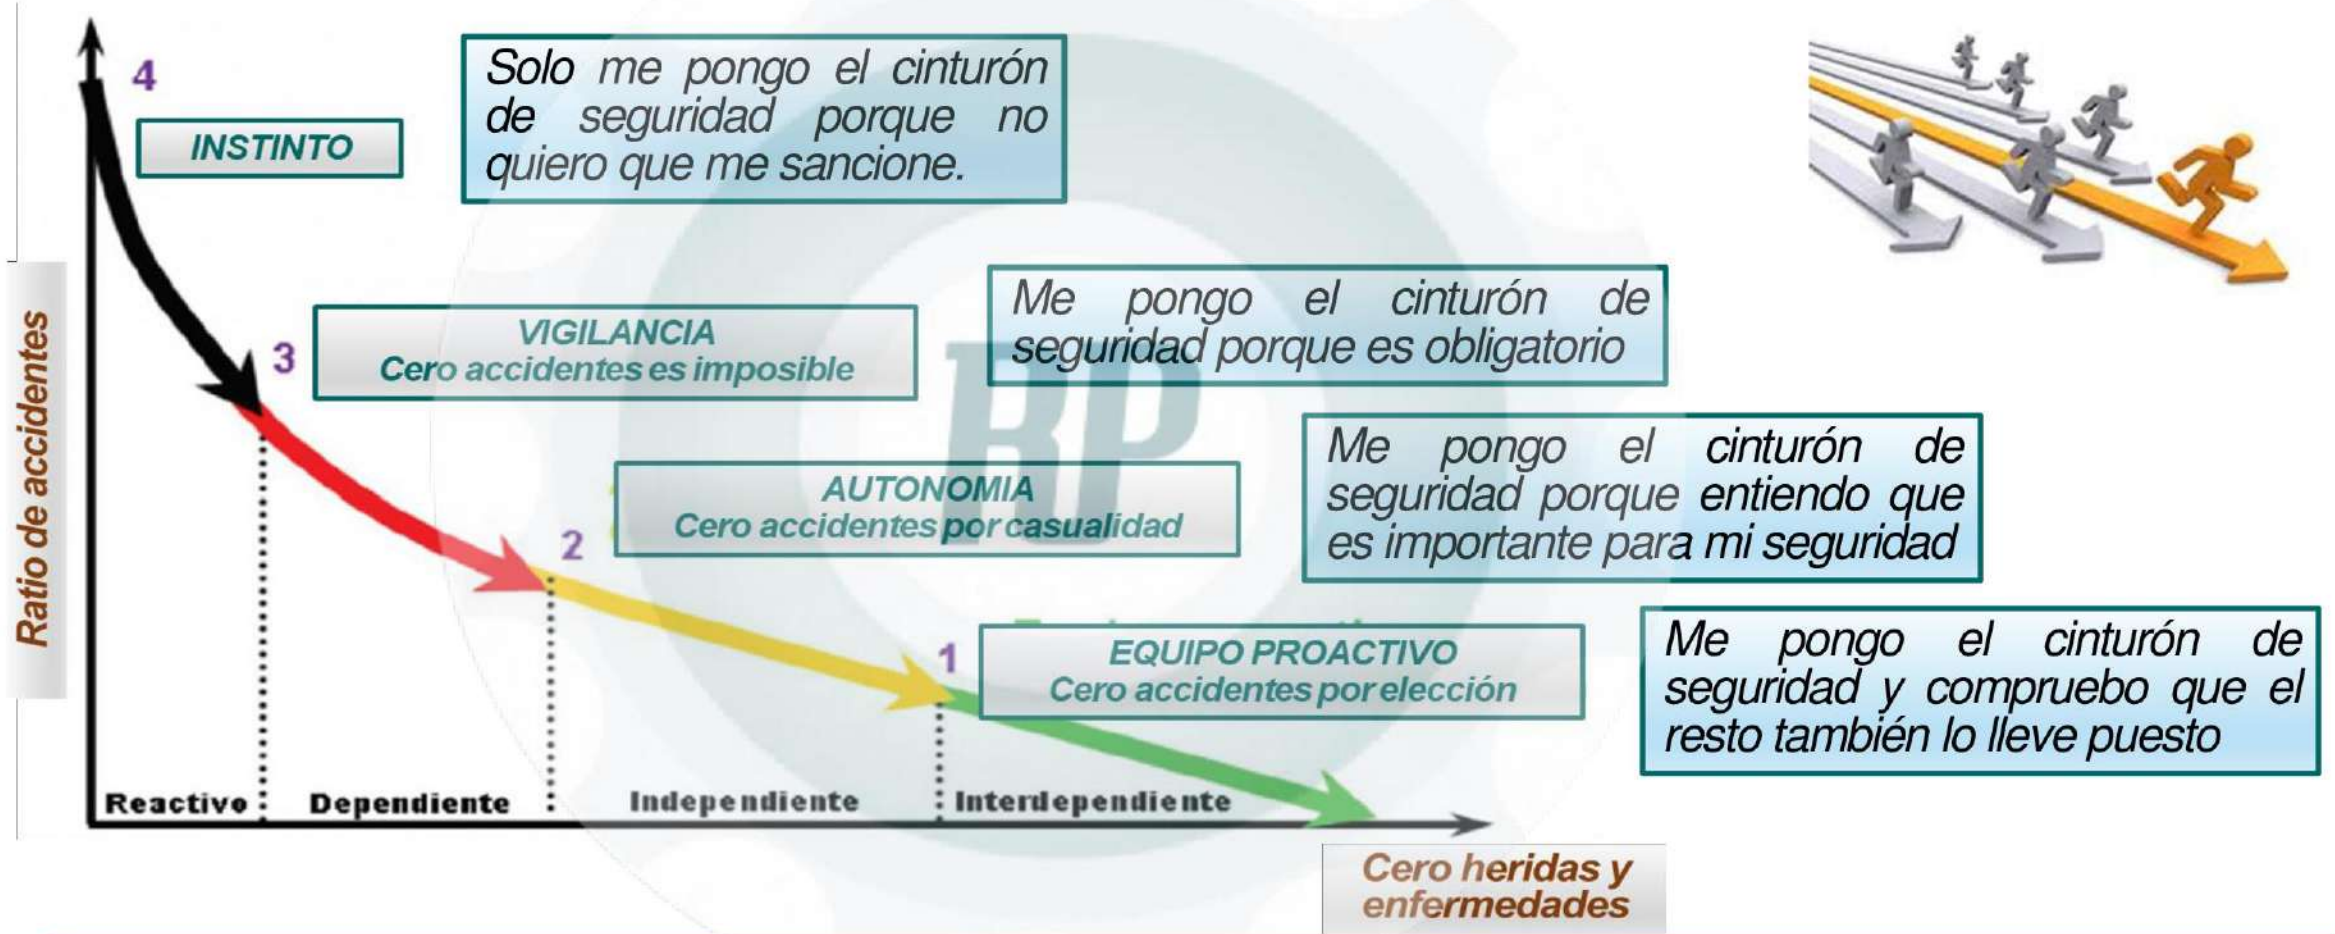 4
INSTINTO
Solo me pongo el cinturón
de seguridad porque no
quiero que me sancione.
Ratio de accidentes
3
VIGILANCIA
Cero accidentes es imposible
Me pongo el cinturón de
seguridad porque es obligatorio
RP
2
AUTONOMIA
Cero accidentes por casualidad
Me pongo el cinturón de
seguridad porque entiendo que
es importante para mi seguridad
1
EQUIPO PROACTIVO
Cero accidentes por elección
Me pongo el cinturón de
seguridad y compruebo que el
resto también lo lleve puesto
Reactivo
Dependiente
Independiente
Interdependiente
Cero heridas y
enfermedades